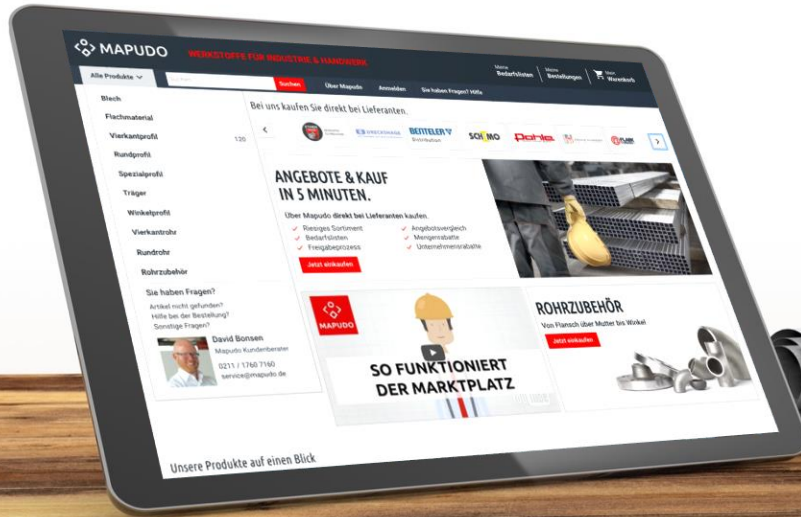 MAPUDO
WERKSTOFFE FÜR INDUSTRIE & HANDWERK
Meine
Bedarfslisten
Meine
Bestellungen
Mein
Warenkorb
Alle Produkte
Suchen
Über Mapudo
Anmelden
Sie haben Fragen? Hilfe
Blech
Flachmaterial
Vierkantprofil
Rundprofil
Spezialprofil
Träger
Winkelprofil
Vierkantrohr
Rundrohr
Rohrzubehör
Sie haben Fragen?
Artikel nicht gefunden?
Hilfe bei der Bestellung?
Sonstige Fragen?
David Bonsen
Mapudo Kundenberater
0211 / 1760 7160
service@mapudo.de
Bei uns kaufen Sie direkt bei Lieferanten.
BENTELER
Distribution
Pohle
ANGEBOTE & KAUF
IN 5 MINUTEN.
Über Mapudo direkt bei Lieferanten kaufen.
Riesiges Sortiment
Bedarfslisten
Freigabeprozess
Angebotsvergleich
Mengenrabatte
Unternehmensrabatte
Jetzt einkaufen
MAPUDO
SO FUNKTIONIERT
DER MARKTPLATZ
ROHRZUBEHÖR
Von Flansch über Mutter bis Winkel
Jetzt einkaufen
Unsere Produkte auf einen Blick